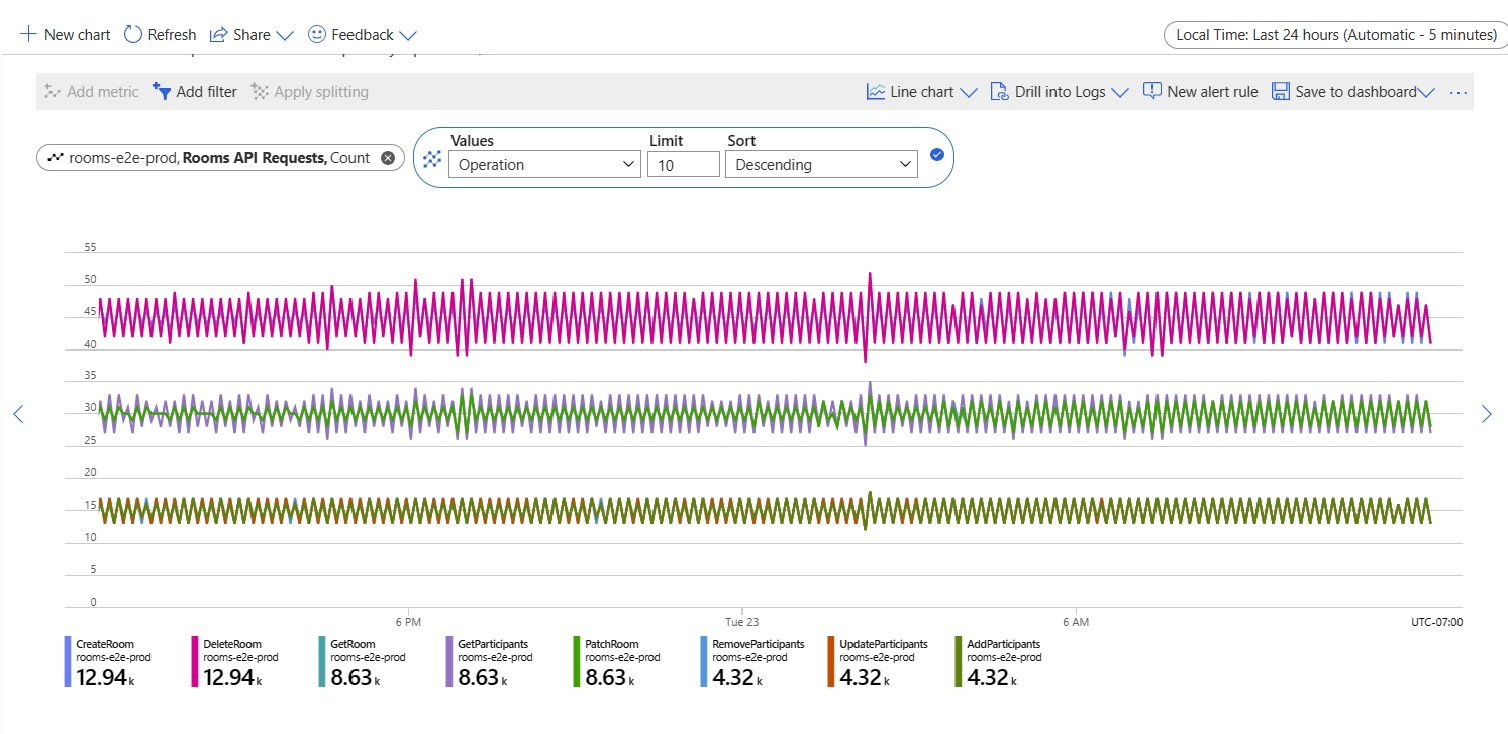 New chart Refresh Share Feedback Local Time: Last 24 hours (Automatic - 5 minutes)
Add metric Add filter Apply splitting Line chart Drill into Logs New alert rule Save to dashboard ...
Values Limit Sort
rooms-e2e-prod, Rooms API Requests, Count Operation 10 Descending
55
50
45
40
35
30
25
20
15
10
5
0
6 PM Tue 23 6 AM UTC-07:00
CreateRoom DeleteRoom GetRoom GetParticipants PatchRoom RemoveParticipants UpdateParticipants AddParticipants
rooms-e2e-prod rooms-e2e-prod rooms-e2e-prod rooms-e2e-prod rooms-e2e-prod rooms-e2e-prod rooms-e2e-prod rooms-e2e-prod
12.94 k 12.94 k 8.63 k 8.63 k 8.63 k 4.32 k 4.32 k 4.32 k